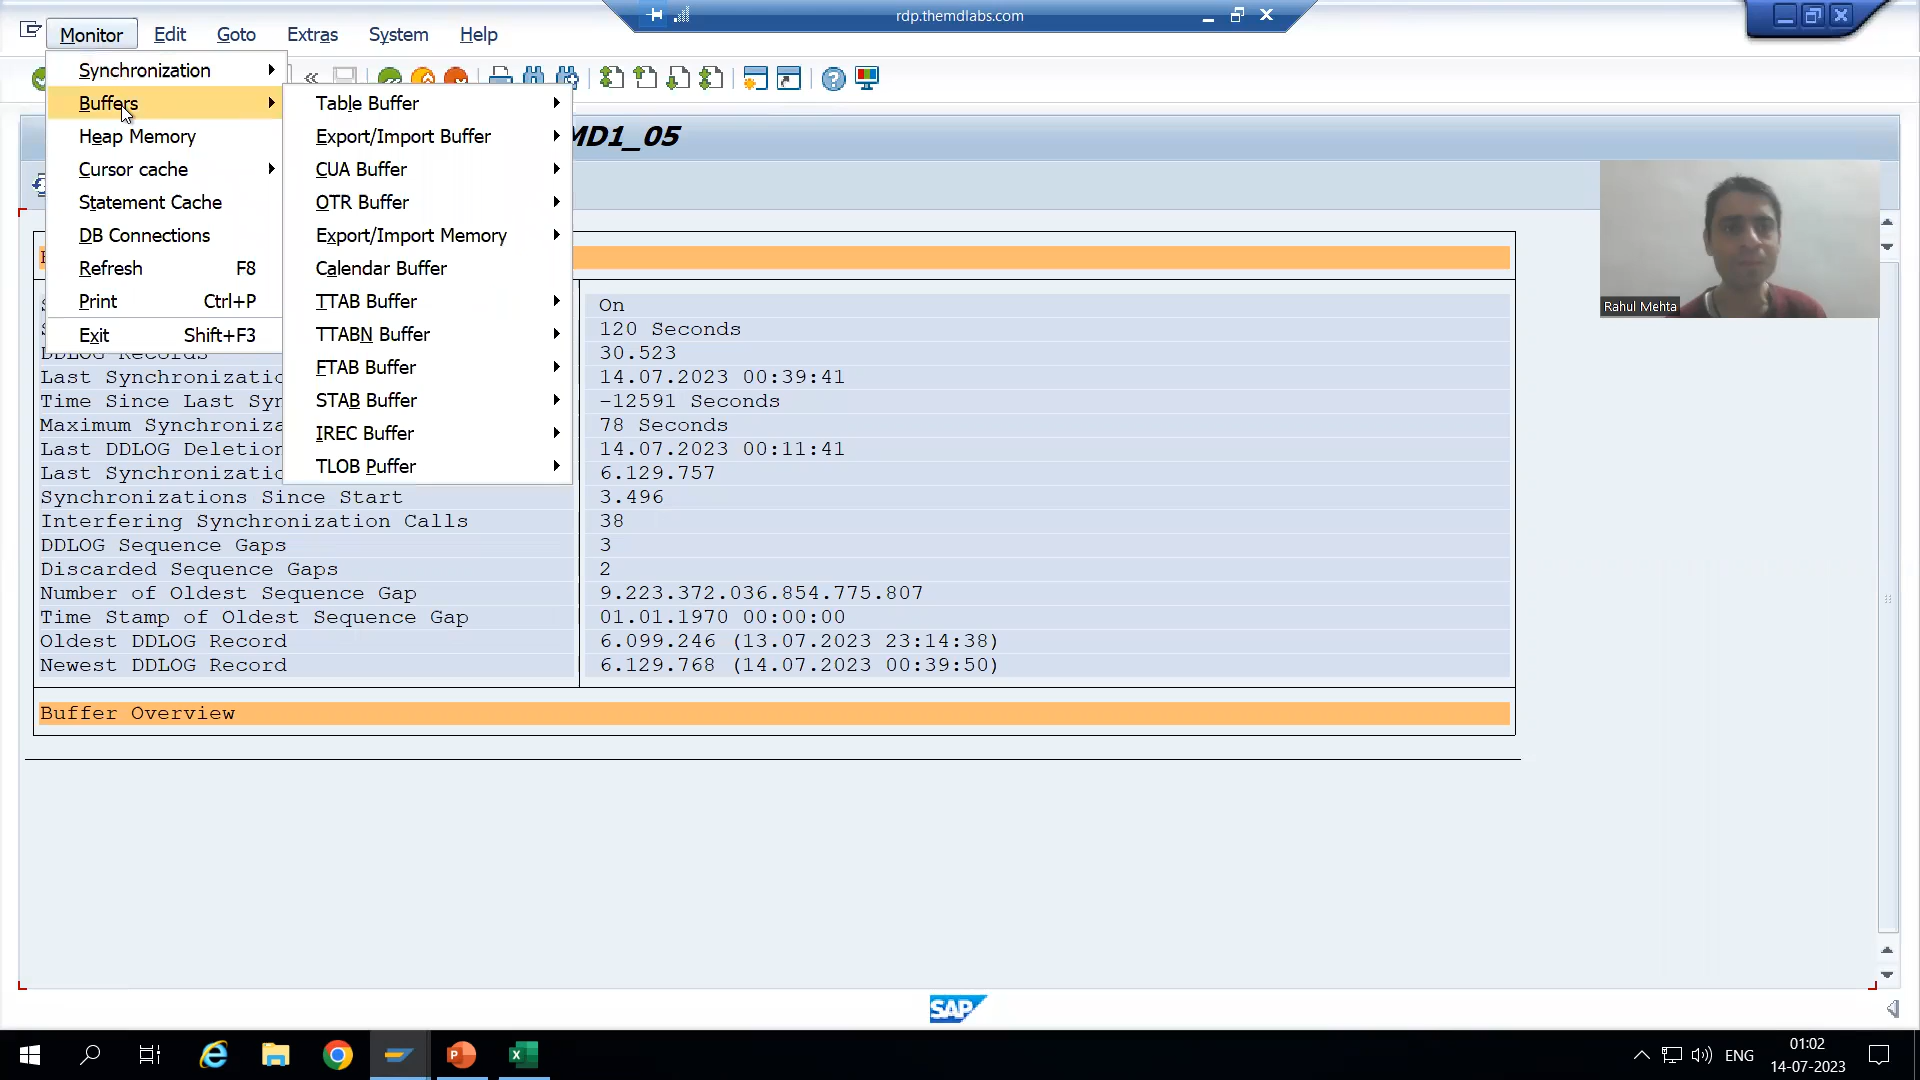 rdp.themdlabs.com
Monitor Edit Goto Extras System Help
Synchronization
Buffers
Heap Memory
Cursor cache
Statement Cache
DB Connections
Refresh F8
Print Ctrl+P
Exit Shift+F3
Table Buffer
Export/Import Buffer
CUA Buffer
OTR Buffer
Export/Import Memory
Calendar Buffer
TTAB Buffer
TTABN Buffer
FTAB Buffer
STAB Buffer
IREC Buffer
TLOB Puffer
MD1_05
Rahul Mehta
On
120 Seconds
DDLOG Records 30.523
Last Synchronizatio 14.07.2023 00:39:41
Time Since Last Syn -12591 Seconds
Maximum Synchroniza 78 Seconds
Last DDLOG Deletion 14.07.2023 00:11:41
Last Synchronizatio 6.129.757
Synchronizations Since Start 3.496
Interfering Synchronization Calls 38
DDLOG Sequence Gaps 3
Discarded Sequence Gaps 2
Number of Oldest Sequence Gap 9.223.372.036.854.775.807
Time Stamp of Oldest Sequence Gap 01.01.1970 00:00:00
Oldest DDLOG Record 6.099.246 (13.07.2023 23:14:38)
Newest DDLOG Record 6.129.768 (14.07.2023 00:39:50)
Buffer Overview
SAP
ENG
01:02
14-07-2023